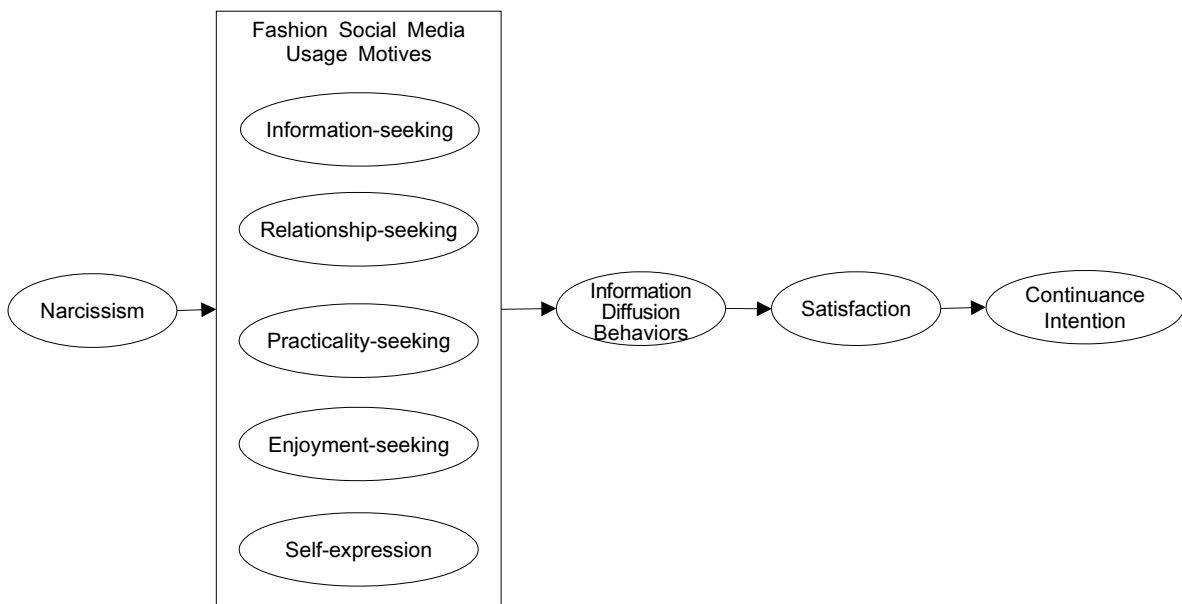 Fashion Social Media
Usage Motives
Information-seeking
Relationship-seeking
Narcissism
Practicality-seeking
Enjoyment-seeking
Self-expression
Information
Diffusion
Behaviors
Satisfaction
Continuance
Intention